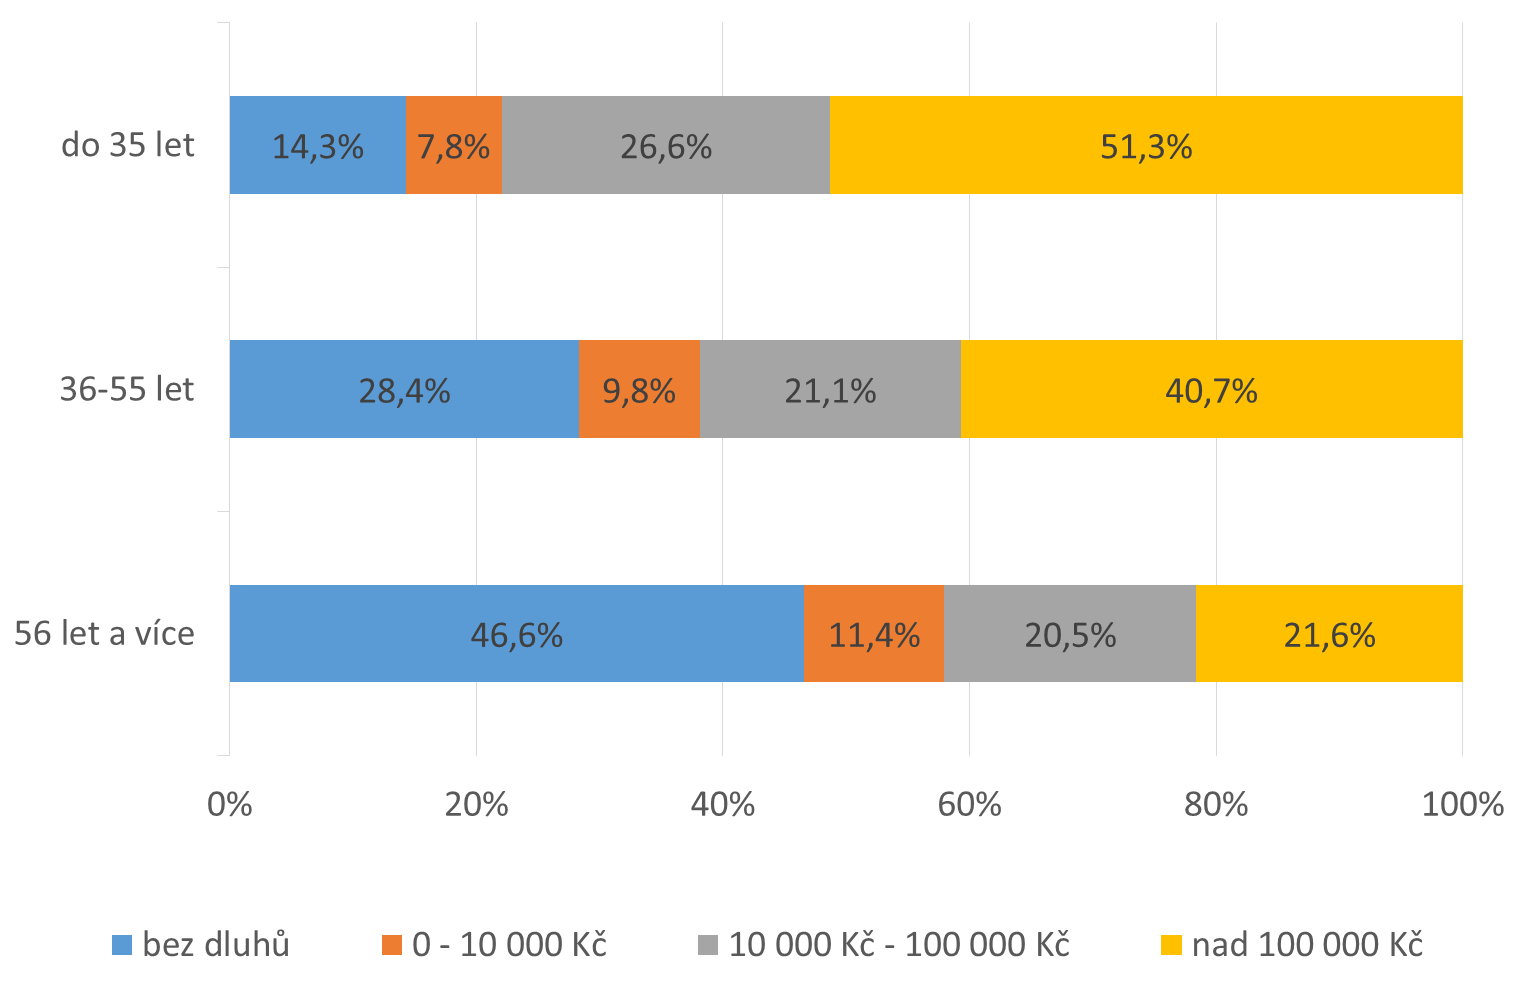 do 35 let
14,3%
7,8%
26,6%
51,3%
36-55 let
28,4%
9,8%
21,1%
40,7%
56 let a více
46,6%
11,4%
20,5%
21,6%
0%
20%
40%
60%
80%
100%
bez dluhů
0 - 10 000 Kč
10 000 Kč - 100 000 Kč
nad 100 000 Kč